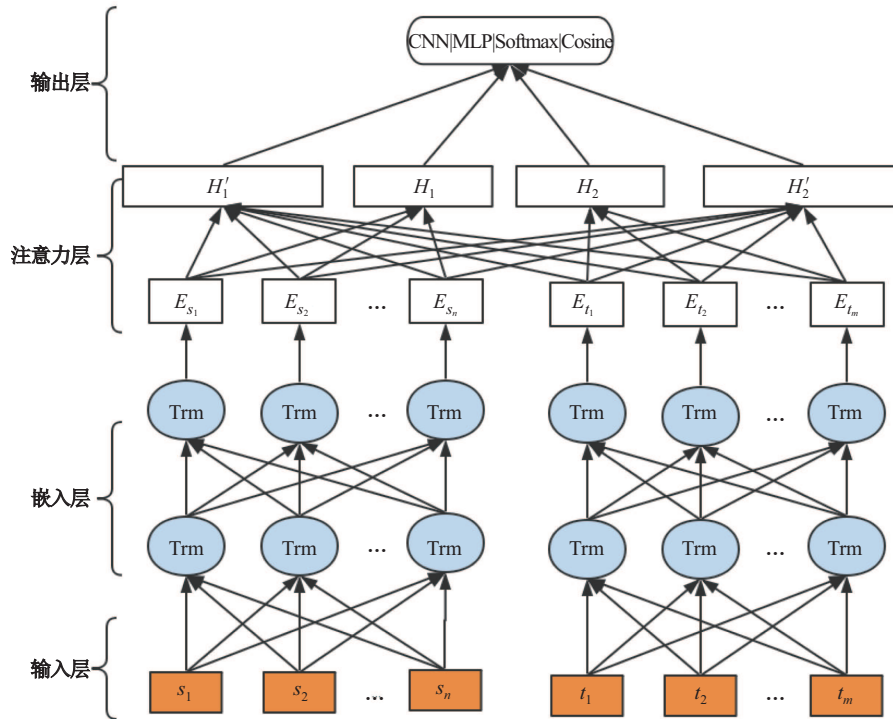 CNN|MLP|Softmax|Cosine
输出层
H′₁ H₁ H₂ H′₂
注意力层
Eₛ₁ Eₛ₂ ... Eₛₙ Eₜ₁ Eₜ₂ ... Eₜₘ
Trm Trm ... Trm Trm Trm ... Trm
嵌入层
Trm Trm ... Trm Trm Trm ... Trm
输入层
s₁ s₂ ... sₙ t₁ t₂ ... tₘ